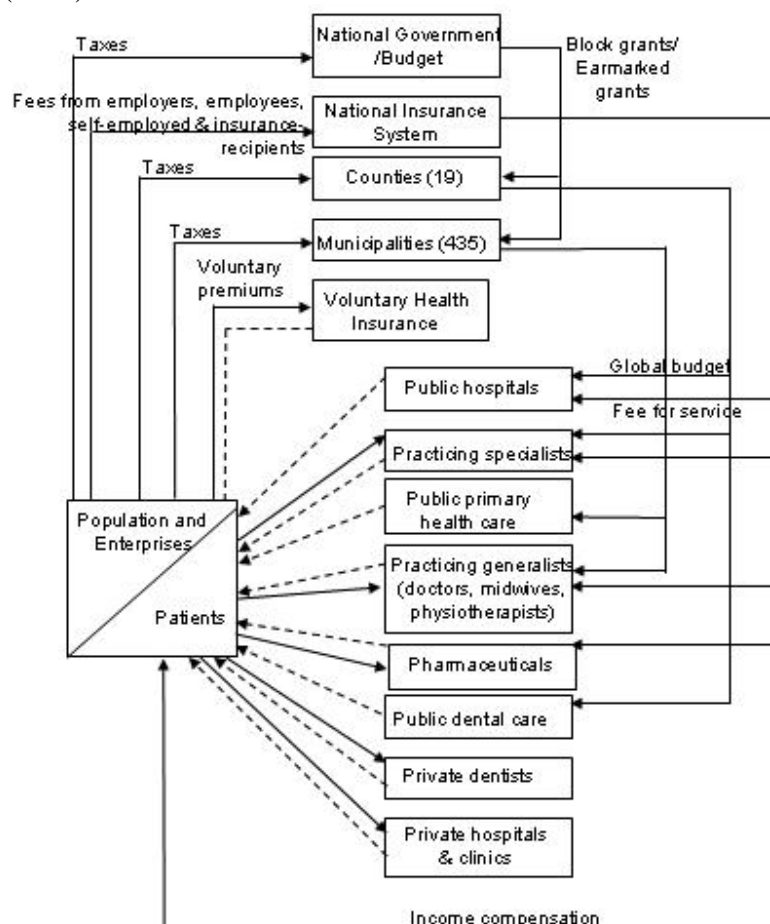 Taxes
National Government
/Budget
Block grants/
Earmarked
grants
Fees from employers, employees,
self-employed & insurance-
recipients
National Insurance
System
Taxes
Counties (19)
Taxes
Municipalities (435)
Voluntary
premiums
Voluntary Health
Insurance
Global budget
Public hospitals
Fee for service
Practicing specialists
Public primary
health care
Population and
Enterprises
Practicing generalists
(doctors, midwives,
physiotherapists)
Patients
Pharmaceuticals
Public dental care
Private dentists
Private hospitals
& clinics
Income compensation